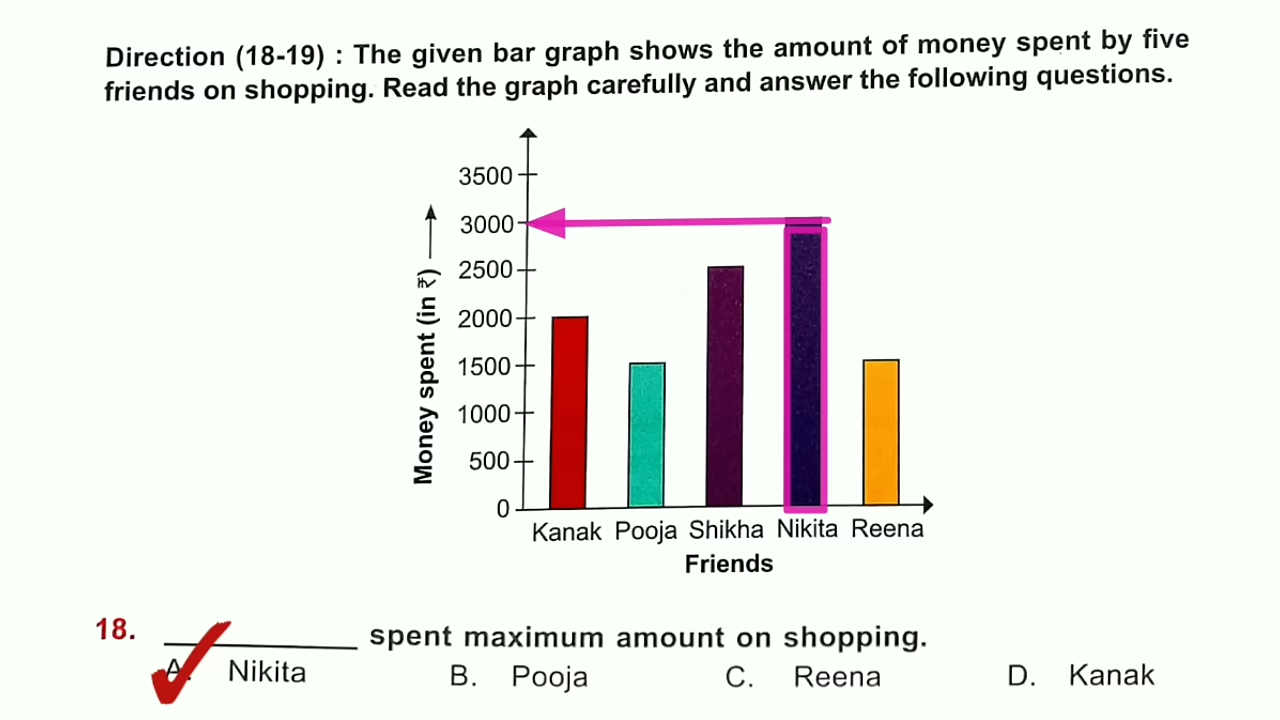 Direction (18-19) : The given bar graph shows the amount of money spent by five
friends on shopping. Read the graph carefully and answer the following questions.
3500
3000
2500
2000
1500
1000
500
0
Money spent (in ₹)
Kanak Pooja Shikha Nikita Reena
Friends
18. __________ spent maximum amount on shopping.
A. Nikita B. Pooja C. Reena D. Kanak